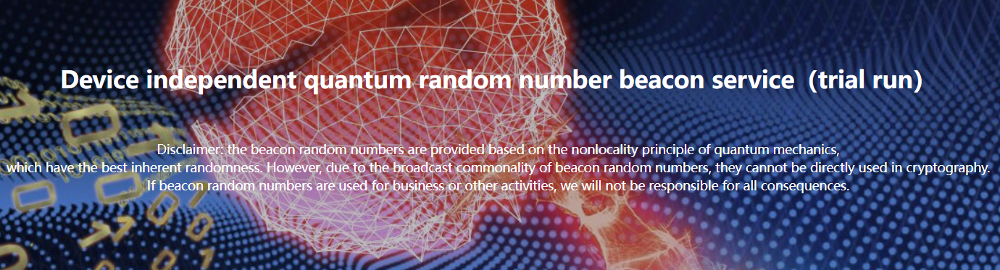 Device independent quantum random number beacon service（trial run）
Disclaimer: the beacon random numbers are provided based on the nonlocality principle of quantum mechanics,
which have the best inherent randomness. However, due to the broadcast commonality of beacon random numbers, they cannot be directly used in cryptography.
If beacon random numbers are used for business or other activities, we will not be responsible for all consequences.